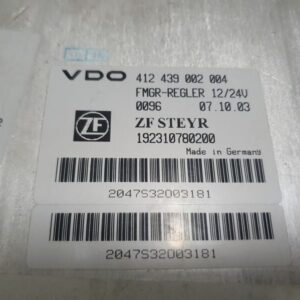 VDO 412 439 002 004
FMGR-REGLER 12/24V
0096 07.10.03
ZF ZF STEYR
192310780200
Made in Germany
2047S32003181
2047S32003181